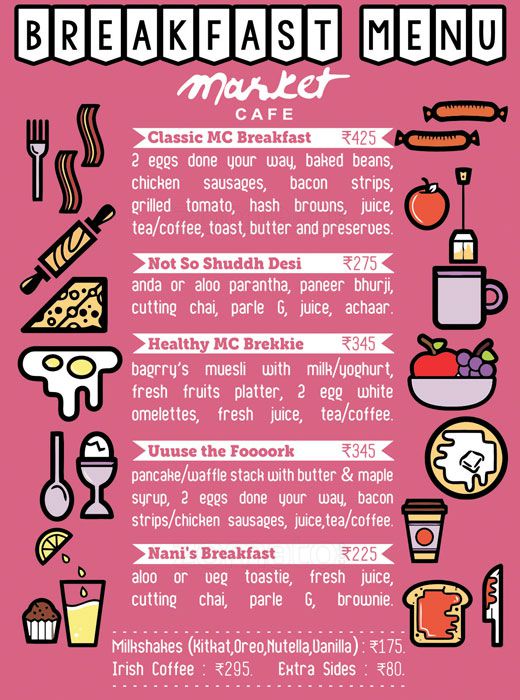 BREAKFAST MENU
market
CAFE
Classic MC Breakfast ₹425
2 eggs done your way, baked beans,
chicken sausages, bacon strips,
grilled tomato, hash browns, juice,
tea/coffee, toast, butter and preserves.
Not So Shuddh Desi ₹275
anda or aloo parantha, paneer bhurji,
cutting chai, parle G, juice, achaar.
Healthy MC Brekkie ₹345
bagrry's muesli with milk/yoghurt,
fresh fruits platter, 2 egg white
omelettes, fresh juice, tea/coffee.
Uuuse the Foooork ₹345
pancake/waffle stack with butter & maple
syrup, 2 eggs done your way, bacon
strips/chicken sausages, juice,tea/coffee.
Nani's Breakfast ₹225
aloo or veg toastie, fresh juice,
cutting chai, parle G, brownie.
Milkshakes (Kitkat,Oreo,Nutella,Vanilla) : ₹175.
Irish Coffee : ₹295. Extra Sides : ₹80.